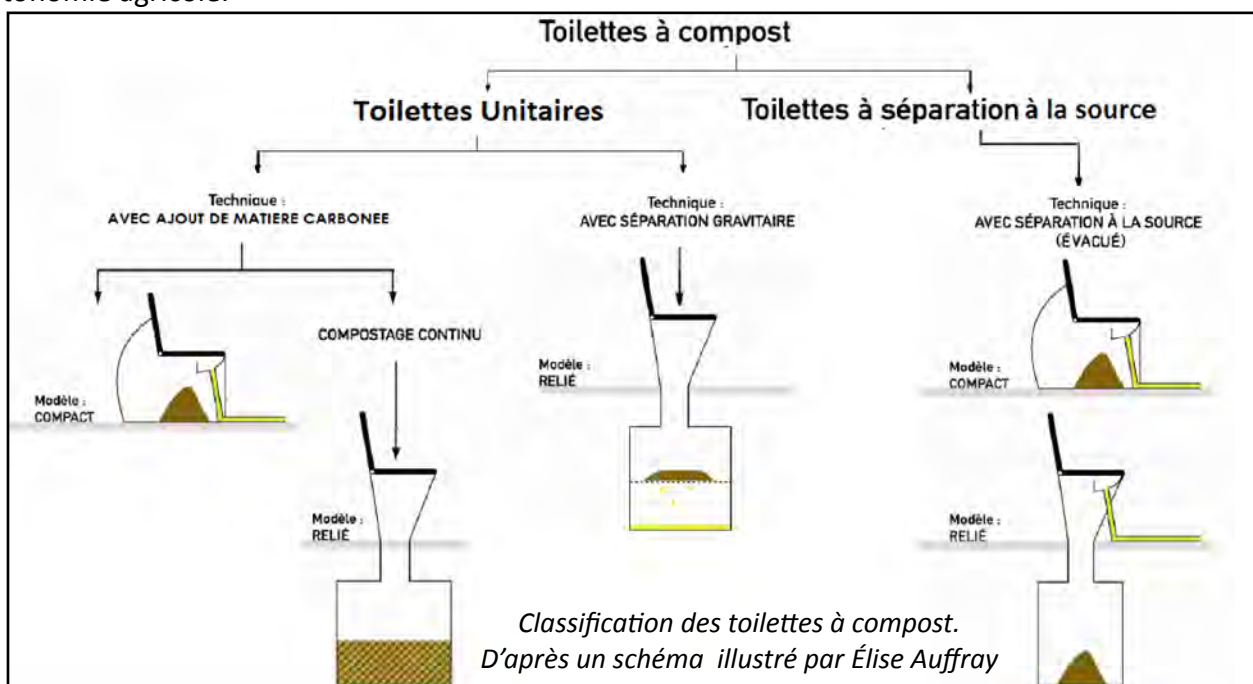 tonomie agricole.
Toilettes à compost
Toilettes Unitaires
Toilettes à séparation à la source
Technique :
AVEC AJOUT DE MATIERE CARBONEE
Technique :
AVEC SÉPARATION GRAVITAIRE
Technique :
AVEC SÉPARATION À LA SOURCE
(ÉVACUÉ)
COMPOSTAGE CONTINU
Modèle :
COMPACT
Modèle :
RELIÉ
Modèle :
RELIÉ
Modèle :
COMPACT
Modèle :
RELIÉ
Classification des toilettes à compost.
D’après un schéma illustré par Élise Auffray